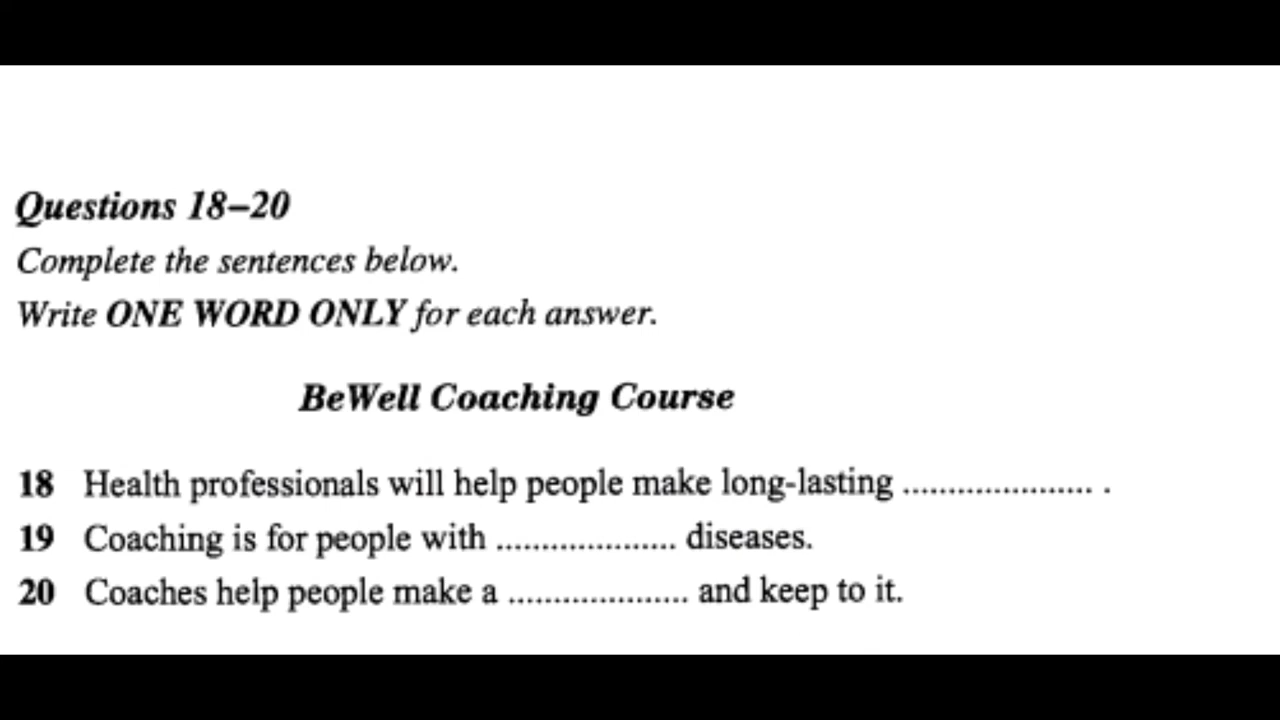 Questions 18–20
Complete the sentences below.
Write ONE WORD ONLY for each answer.
BeWell Coaching Course
18 Health professionals will help people make long-lasting ..................... .
19 Coaching is for people with .................... diseases.
20 Coaches help people make a .................... and keep to it.